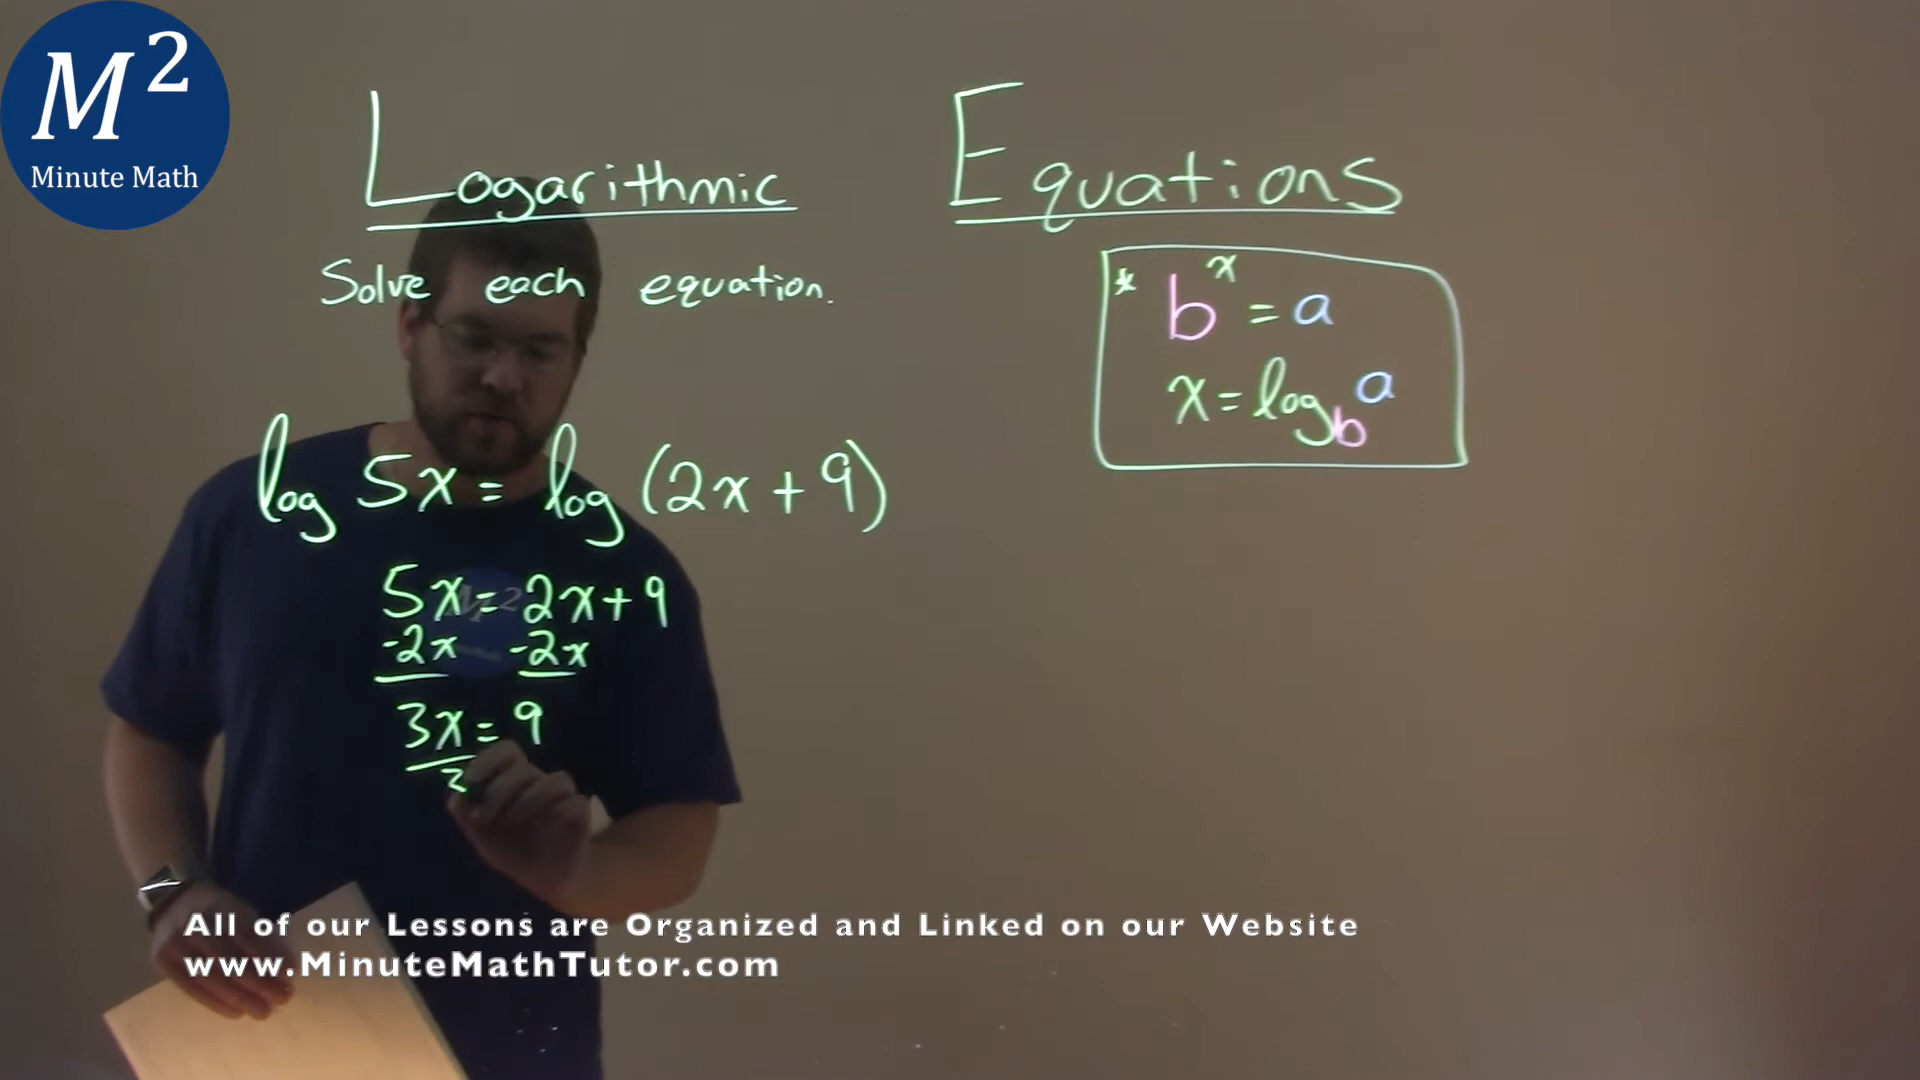 M²
Minute Math
Logarithmic Equations
Solve each equation.
* bˣ = a
x = log_b a
log 5x = log (2x + 9)
5x = 2x + 9
-2x -2x
3x = 9
3
All of our Lessons are Organized and Linked on our Website
www.MinuteMathTutor.com